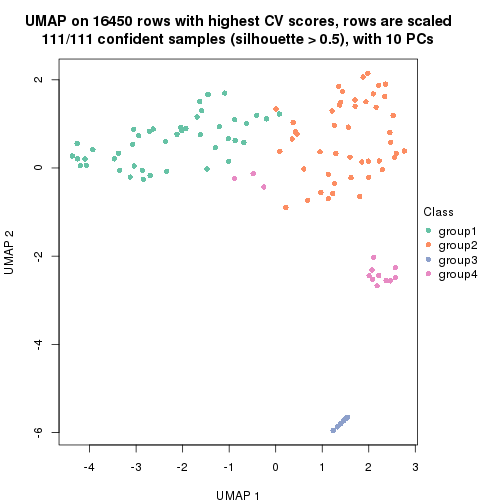 UMAP on 16450 rows with highest CV scores, rows are scaled
111/111 confident samples (silhouette > 0.5), with 10 PCs
2
0
-2
-4
-6
UMAP 2
-4
-3
-2
-1
0
1
2
3
UMAP 1
Class
group1
group2
group3
group4